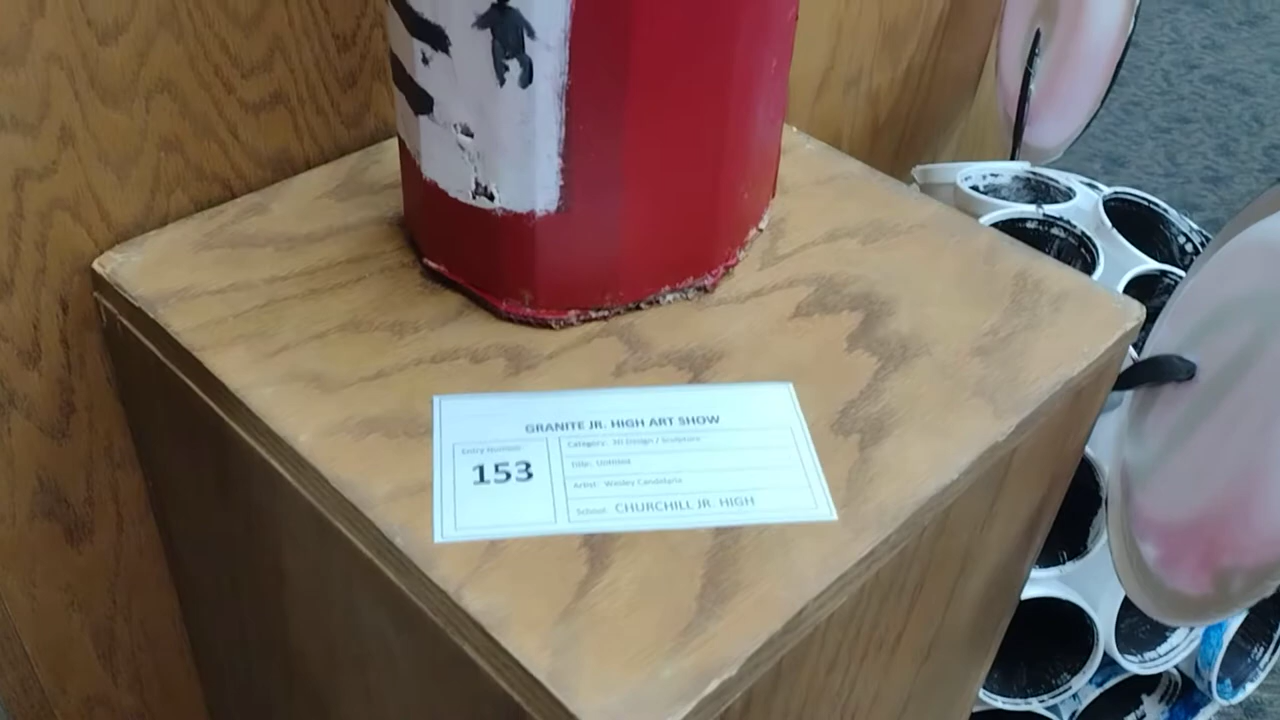 GRANITE JR. HIGH ART SHOW
Entry Number:
153
Category: 3D Design / Sculpture
Title: Untitled
Artist: Wesley Candelaria
School: CHURCHILL JR. HIGH